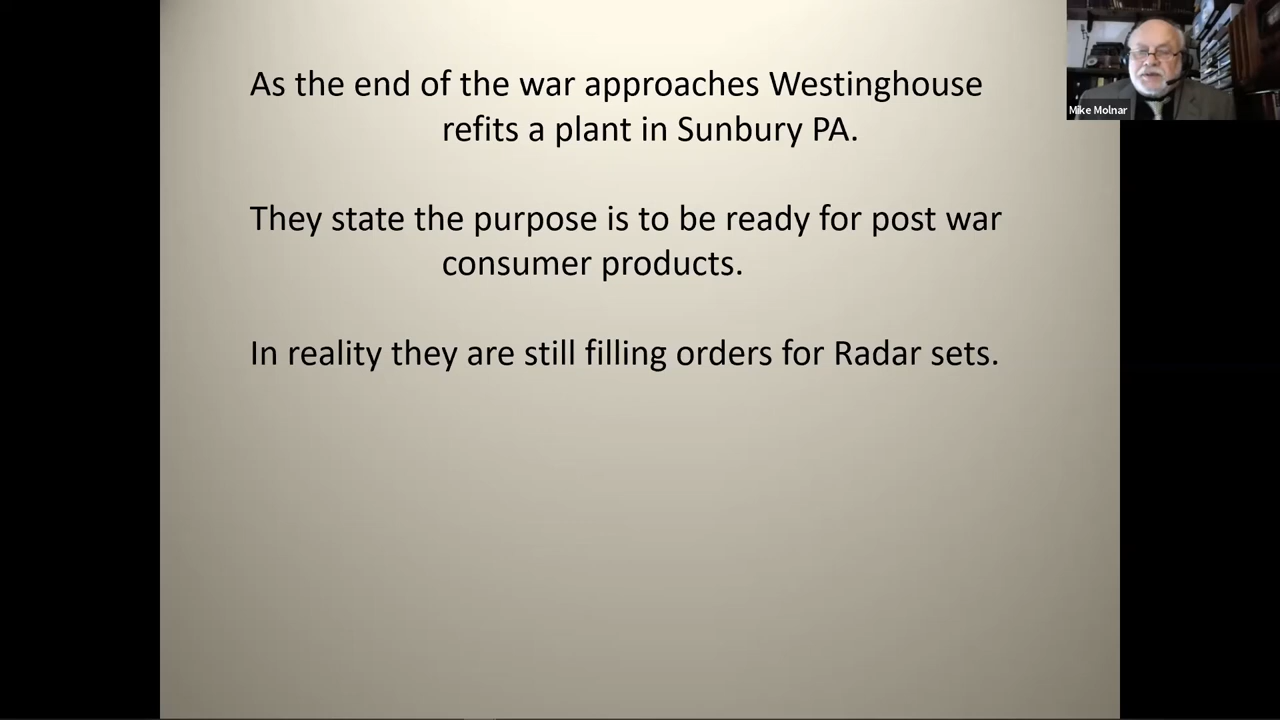 As the end of the war approaches Westinghouse
refits a plant in Sunbury PA.
They state the purpose is to be ready for post war
consumer products.
In reality they are still filling orders for Radar sets.
Mike Molnar